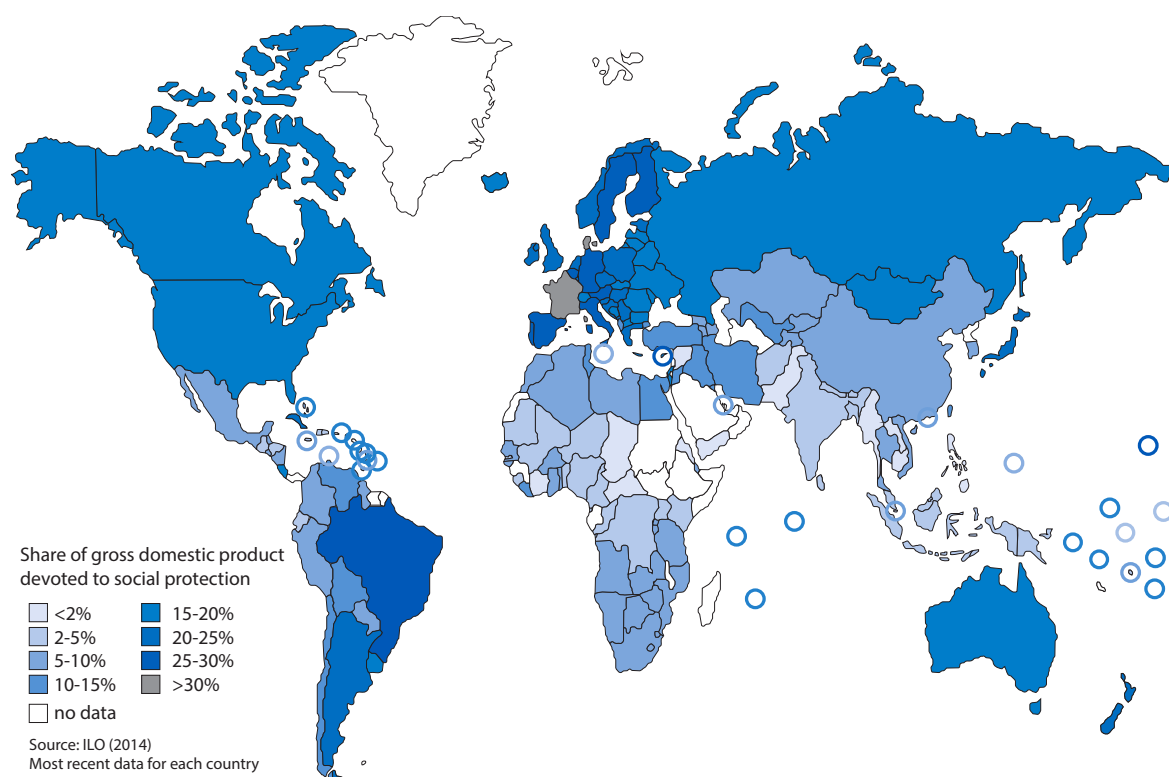 Share of gross domestic product
devoted to social protection
<2%
2-5%
5-10%
10-15%
no data
15-20%
20-25%
25-30%
>30%
Source: ILO (2014)
Most recent data for each country